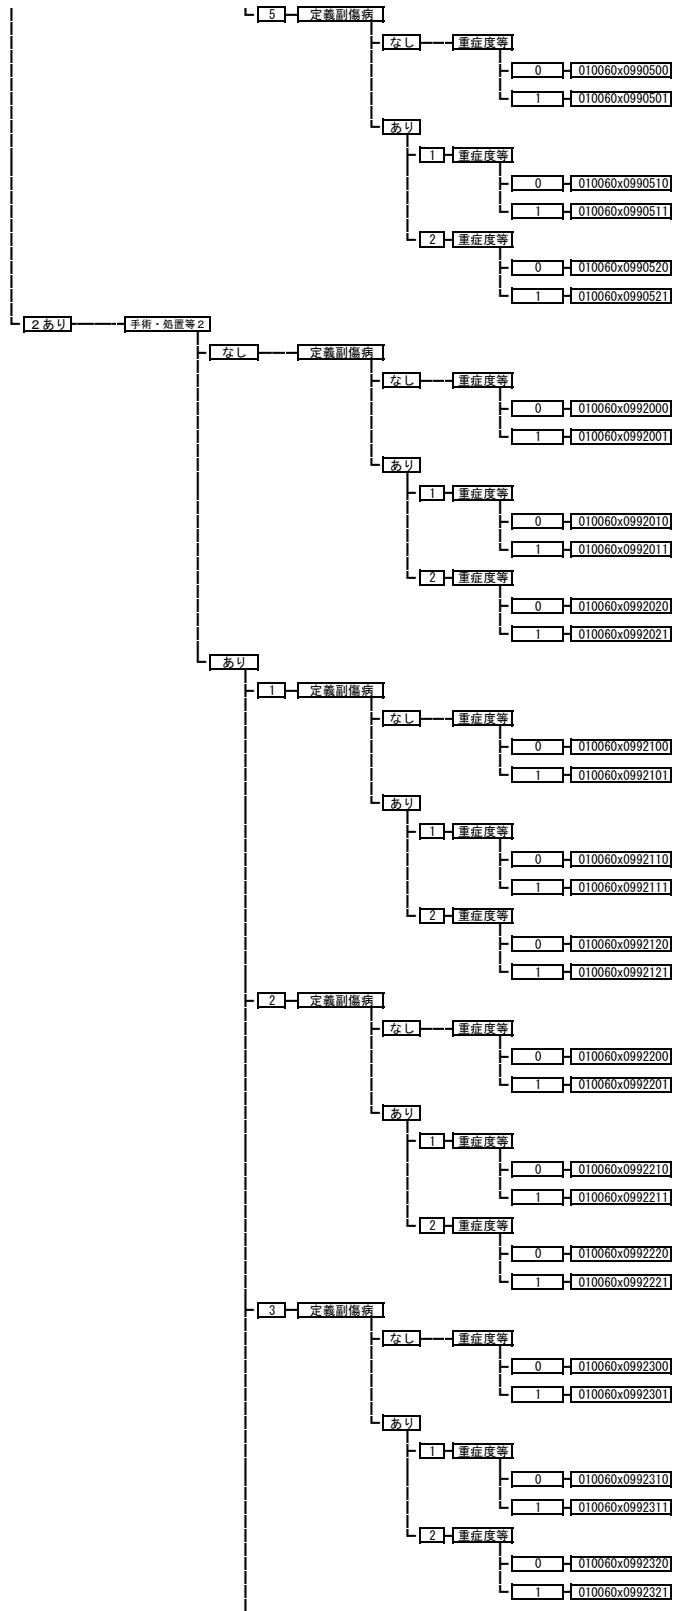 5 定義副傷病
なし 重症度等
0 010060x0990500
1 010060x0990501
あり
1 重症度等
0 010060x0990510
1 010060x0990511
2 重症度等
0 010060x0990520
1 010060x0990521
2あり 手術・処置等2
なし 定義副傷病
なし 重症度等
0 010060x0992000
1 010060x0992001
あり
1 重症度等
0 010060x0992010
1 010060x0992011
2 重症度等
0 010060x0992020
1 010060x0992021
あり
1 定義副傷病
なし 重症度等
0 010060x0992100
1 010060x0992101
あり
1 重症度等
0 010060x0992110
1 010060x0992111
2 重症度等
0 010060x0992120
1 010060x0992121
2 定義副傷病
なし 重症度等
0 010060x0992200
1 010060x0992201
あり
1 重症度等
0 010060x0992210
1 010060x0992211
2 重症度等
0 010060x0992220
1 010060x0992221
3 定義副傷病
なし 重症度等
0 010060x0992300
1 010060x0992301
あり
1 重症度等
0 010060x0992310
1 010060x0992311
2 重症度等
0 010060x0992320
1 010060x0992321